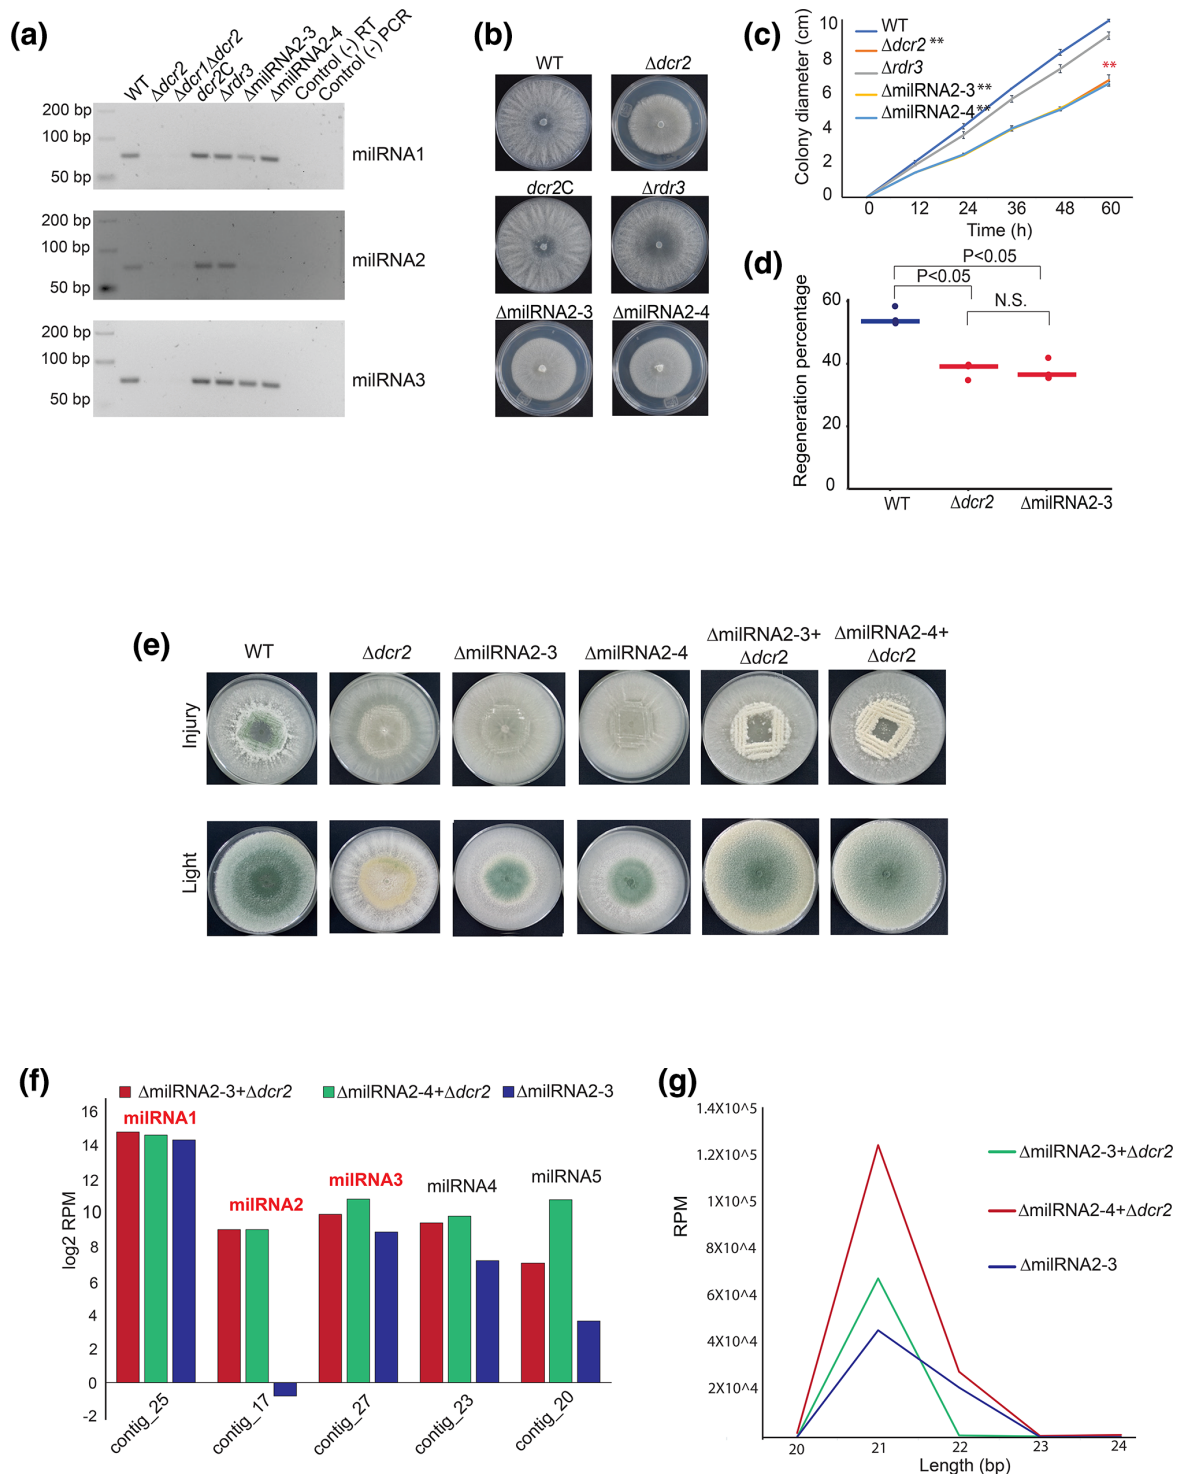 (a)
WT
Δdcr2
Δdcr1Δdcr2
dcr2C
Δrdr3
ΔmilRNA2-3
ΔmilRNA2-4
Control (-) RT
Control (-) PCR
200 bp
100 bp
50 bp
milRNA1
200 bp
100 bp
50 bp
milRNA2
200 bp
100 bp
50 bp
milRNA3
(b)
WT
Δdcr2
dcr2C
Δrdr3
ΔmilRNA2-3
ΔmilRNA2-4
(c)
Colony diameter (cm)
10
8
6
4
2
0
WT
Δdcr2 **
Δrdr3
ΔmilRNA2-3 **
ΔmilRNA2-4 **
**
0 12 24 36 48 60
Time (h)
(d)
P<0.05
P<0.05
N.S.
Regeneration percentage
60
40
20
0
WT
Δdcr2
ΔmilRNA2-3
(e)
WT
Δdcr2
ΔmilRNA2-3
ΔmilRNA2-4
ΔmilRNA2-3+
Δdcr2
ΔmilRNA2-4+
Δdcr2
Injury
Light
(f)
ΔmilRNA2-3+Δdcr2
ΔmilRNA2-4+Δdcr2
ΔmilRNA2-3
log2 RPM
16
14
12
10
8
6
4
2
0
-2
milRNA1
milRNA2
milRNA3
milRNA4
milRNA5
contig_25
contig_17
contig_27
contig_23
contig_20
(g)
RPM
1.4X10^5
1.2X10^5
1X10^5
8X10^4
6X10^4
4X10^4
2X10^4
ΔmilRNA2-3+Δdcr2
ΔmilRNA2-4+Δdcr2
ΔmilRNA2-3
20 21 22 23 24
Length (bp)